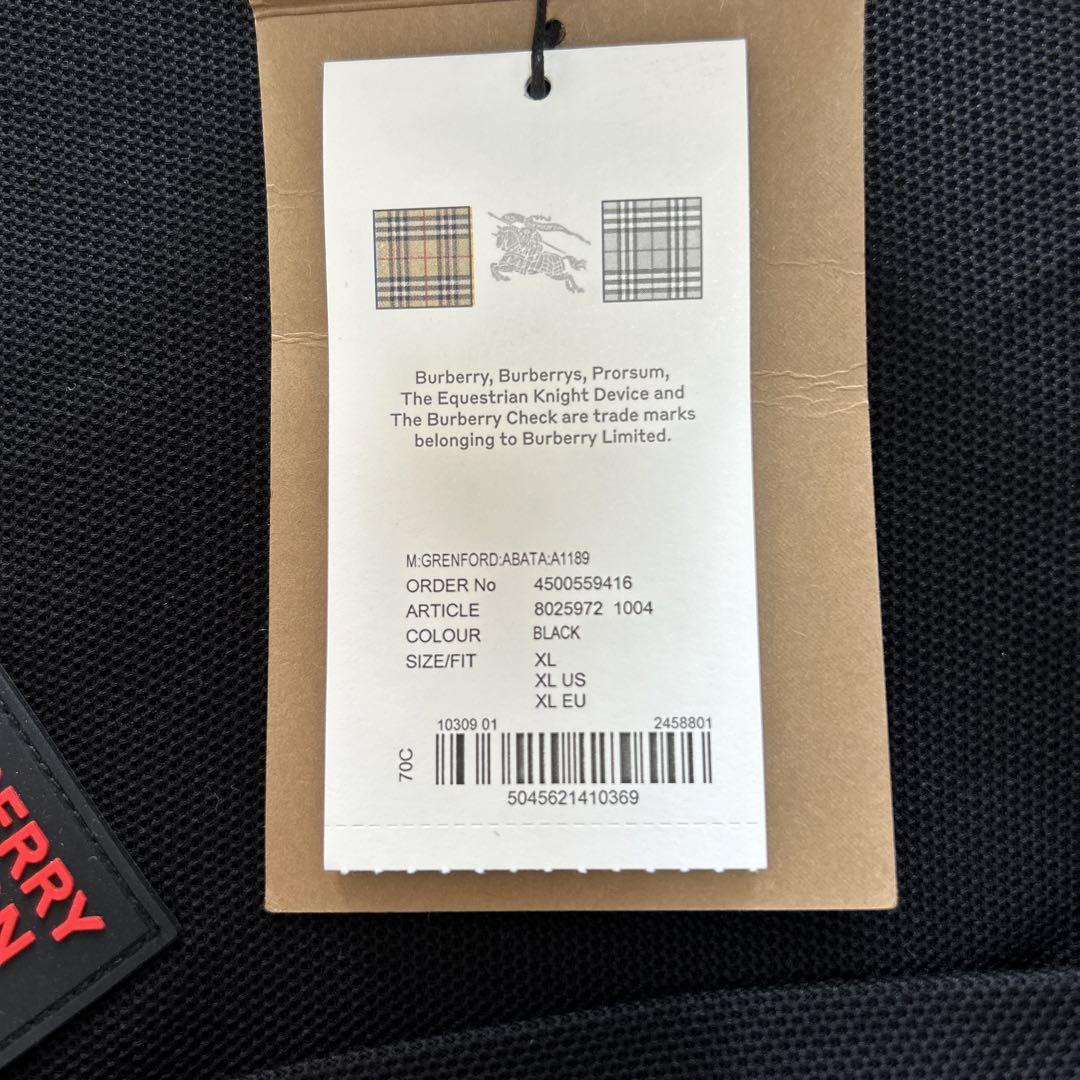 Burberry, Burberrys, Prorsum,
The Equestrian Knight Device and
The Burberry Check are trade marks
belonging to Burberry Limited.
M:GRENFORD:ABATA:A1189
ORDER No 4500559416
ARTICLE 8025972 1004
COLOUR BLACK
SIZE/FIT XL
XL US
XL EU
10309 01 2458801
70C
5045621410369
ERRY
N